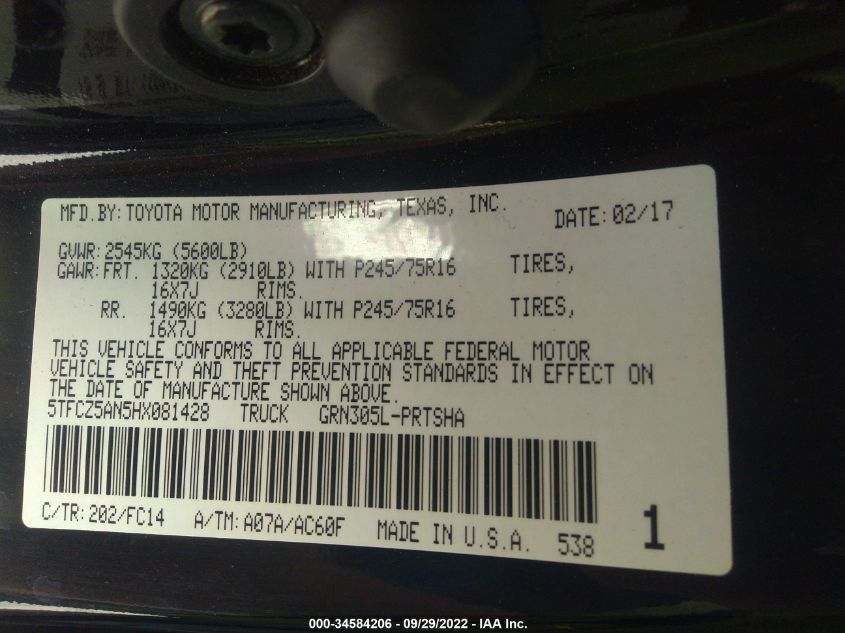 MFD.BY:TOYOTA MOTOR MANUFACTURING, TEXAS, INC. DATE:02/17
GVWR:2545KG (5600LB)
GAWR:FRT. 1320KG (2910LB) WITH P245/75R16 TIRES,
16X7J RIMS.
RR. 1490KG (3280LB) WITH P245/75R16 TIRES,
16X7J RIMS.
THIS VEHICLE CONFORMS TO ALL APPLICABLE FEDERAL MOTOR
VEHICLE SAFETY AND THEFT PREVENTION STANDARDS IN EFFECT ON
THE DATE OF MANUFACTURE SHOWN ABOVE.
5TFCZ5AN5HX081428 TRUCK GRN305L-PRTSHA
C/TR:202/FC14 A/TM:A07A/AC60F MADE IN U.S.A. 538 1
000-34584206 - 09/29/2022 - IAA Inc.